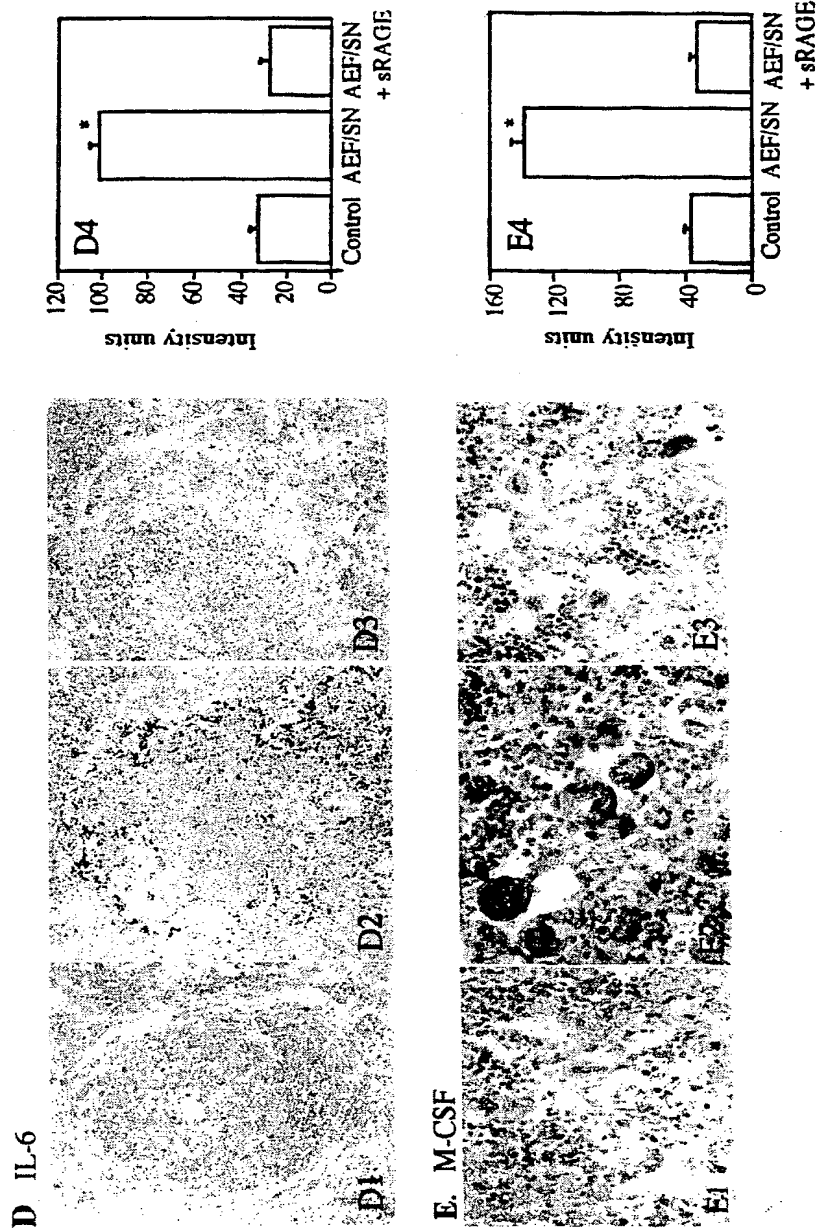 D IL-6
D1
D2
D3
D4
Intensity units
120
100
80
60
40
20
0
Control AEF/SN AEF/SN
+ sRAGE
*
E. M-CSF
E1
E2
E3
E4
Intensity units
160
120
80
40
0
Control AEF/SN AEF/SN
+ sRAGE
*